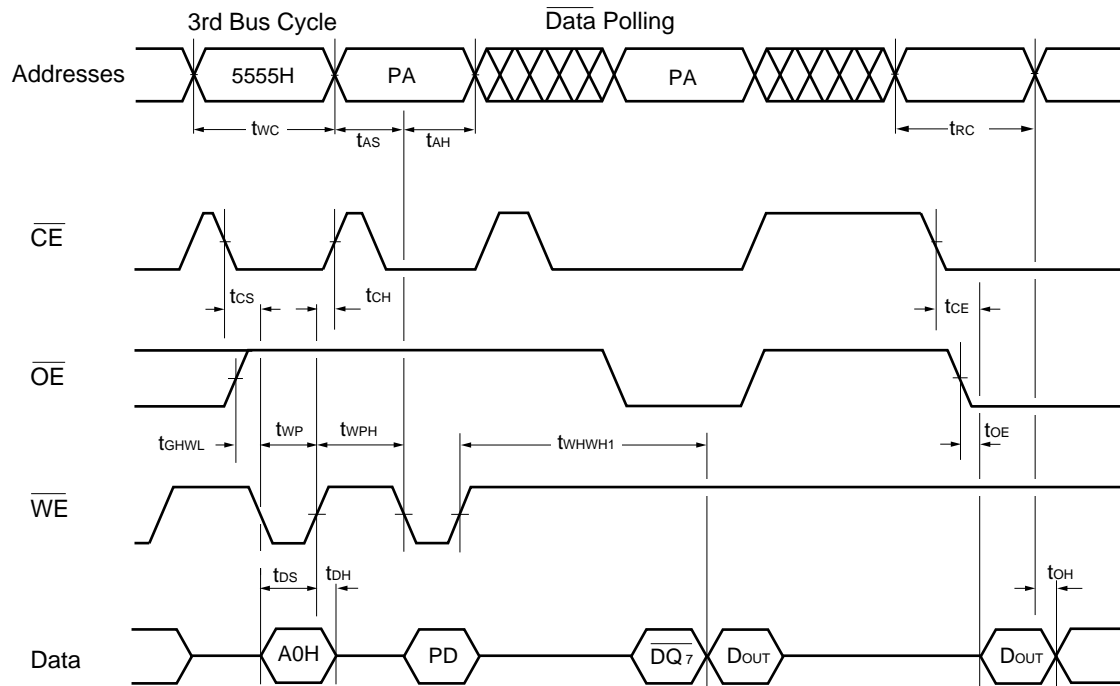 3rd Bus Cycle
Data Polling
Addresses
5555H
PA
PA
tWC
tAS
tAH
tRC
CE
tCS
tCH
tCE
OE
tGHWL
tWP
tWPH
tWHWH1
tOE
WE
tDS
tDH
tOH
Data
A0H
PD
DQ7
DOUT
DOUT